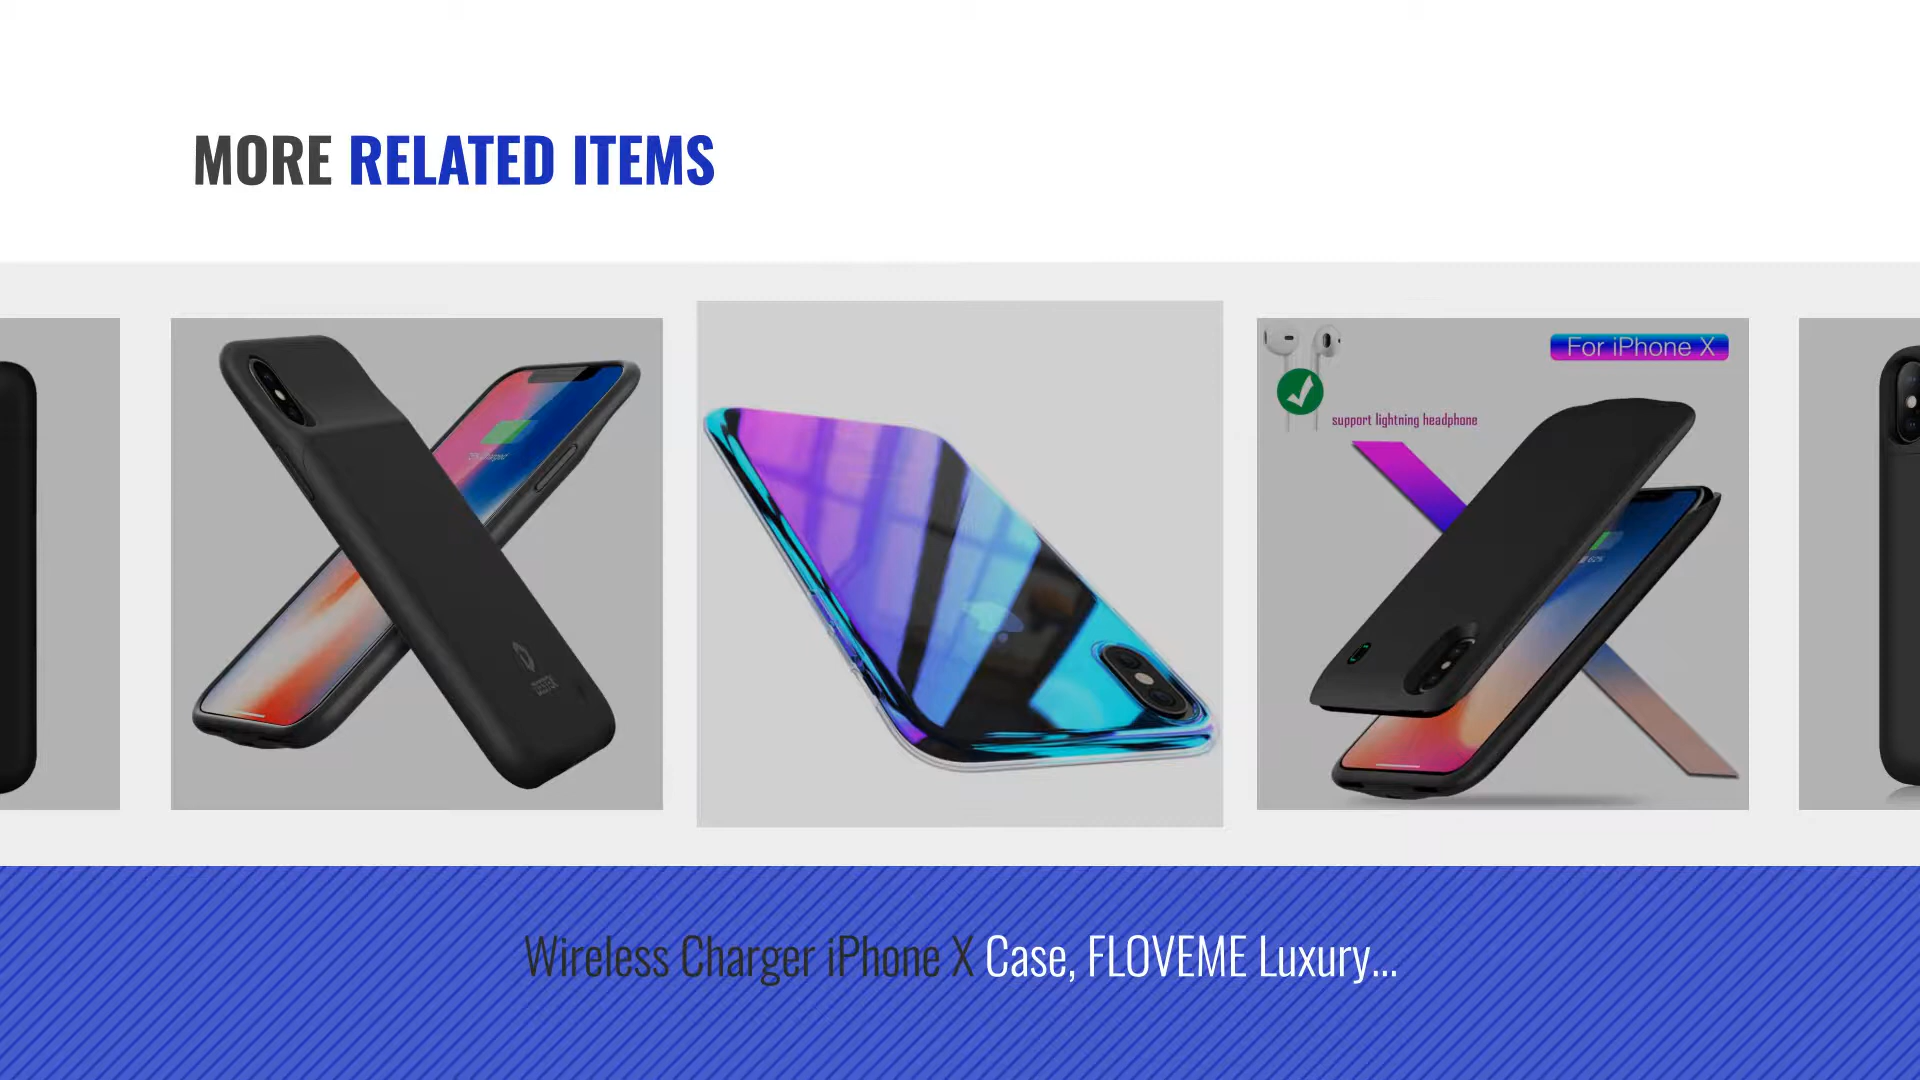 MORE RELATED ITEMS
For iPhone X
support lightning headphone
Wireless Charger iPhone X Case, FLOVEME Luxury...